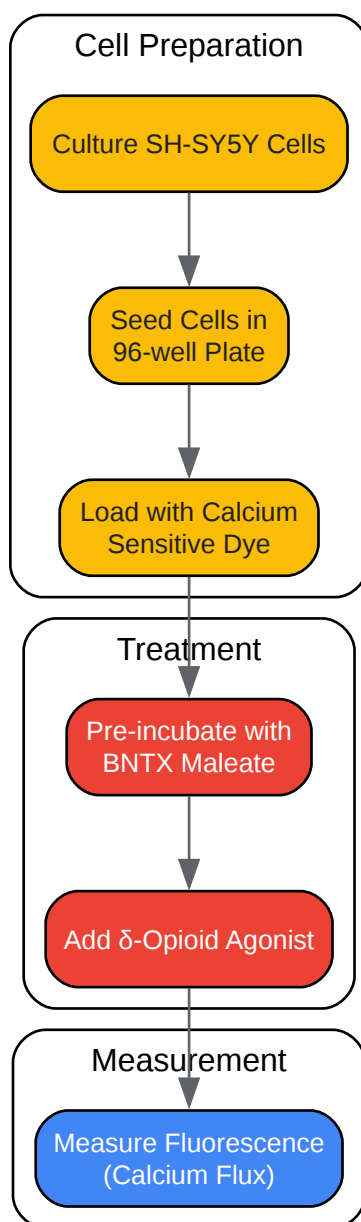 Cell Preparation
Culture SH-SY5Y Cells
Seed Cells in
96-well Plate
Load with Calcium
Sensitive Dye
Treatment
Pre-incubate with
BNTX Maleate
Add δ-Opioid Agonist
Measurement
Measure Fluorescence
(Calcium Flux)